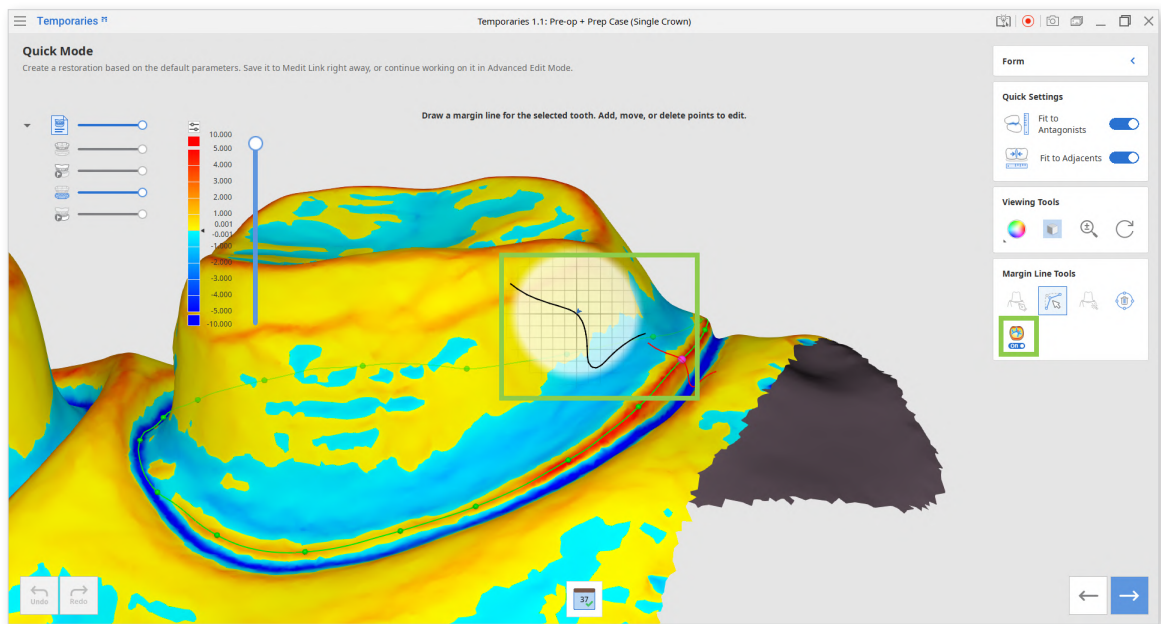 Temporaries
Temporaries 1.1: Pre-op + Prep Case (Single Crown)
Quick Mode
Create a restoration based on the default parameters. Save it to Medit Link right away, or continue working on it in Advanced Edit Mode.
Draw a margin line for the selected tooth. Add, move, or delete points to edit.
10.000
5.000
4.000
3.000
2.000
1.000
0.001
-0.001
-1.000
-3.000
-4.000
-5.000
-10.000
Form
Quick Settings
Fit to
Antagonists
Fit to Adjacents
Viewing Tools
Margin Line Tools
ON
Undo
Redo
37